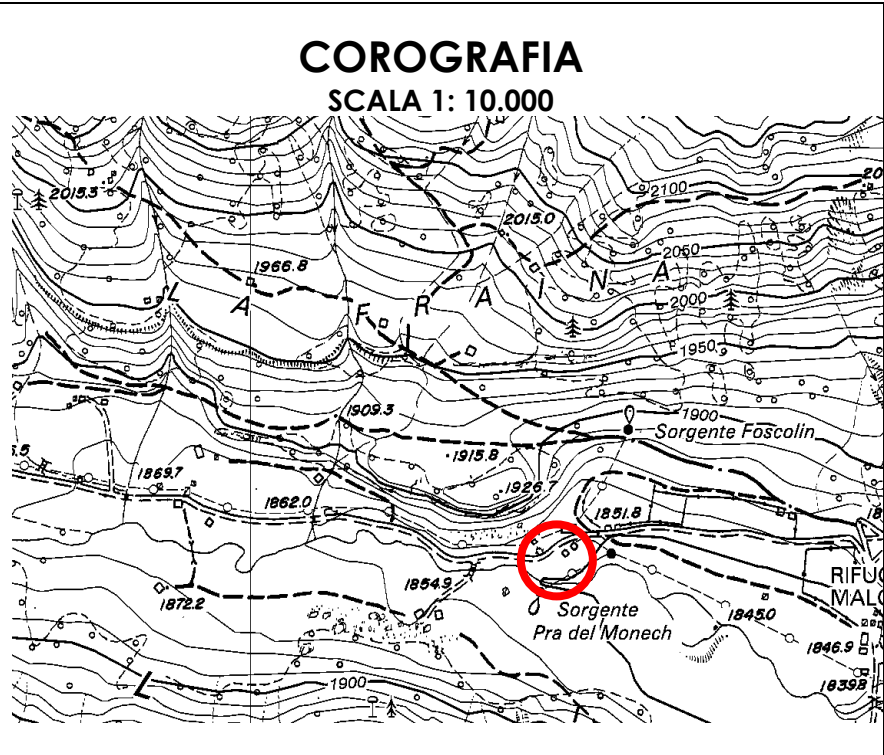 COROGRAFIA
SCALA 1: 10.000
2100
2015.3
2015.0
2050
1966.8
L A F R A I N A
2000
1950
1909.3
1900
Sorgente Foscolin
1915.8
1869.7
1926.7
1862.0
1851.8
1854.9
RIFUG
MALG
1872.2
Sorgente
Pra del Monech
1845.0
1846.9
1900
1839.8
L